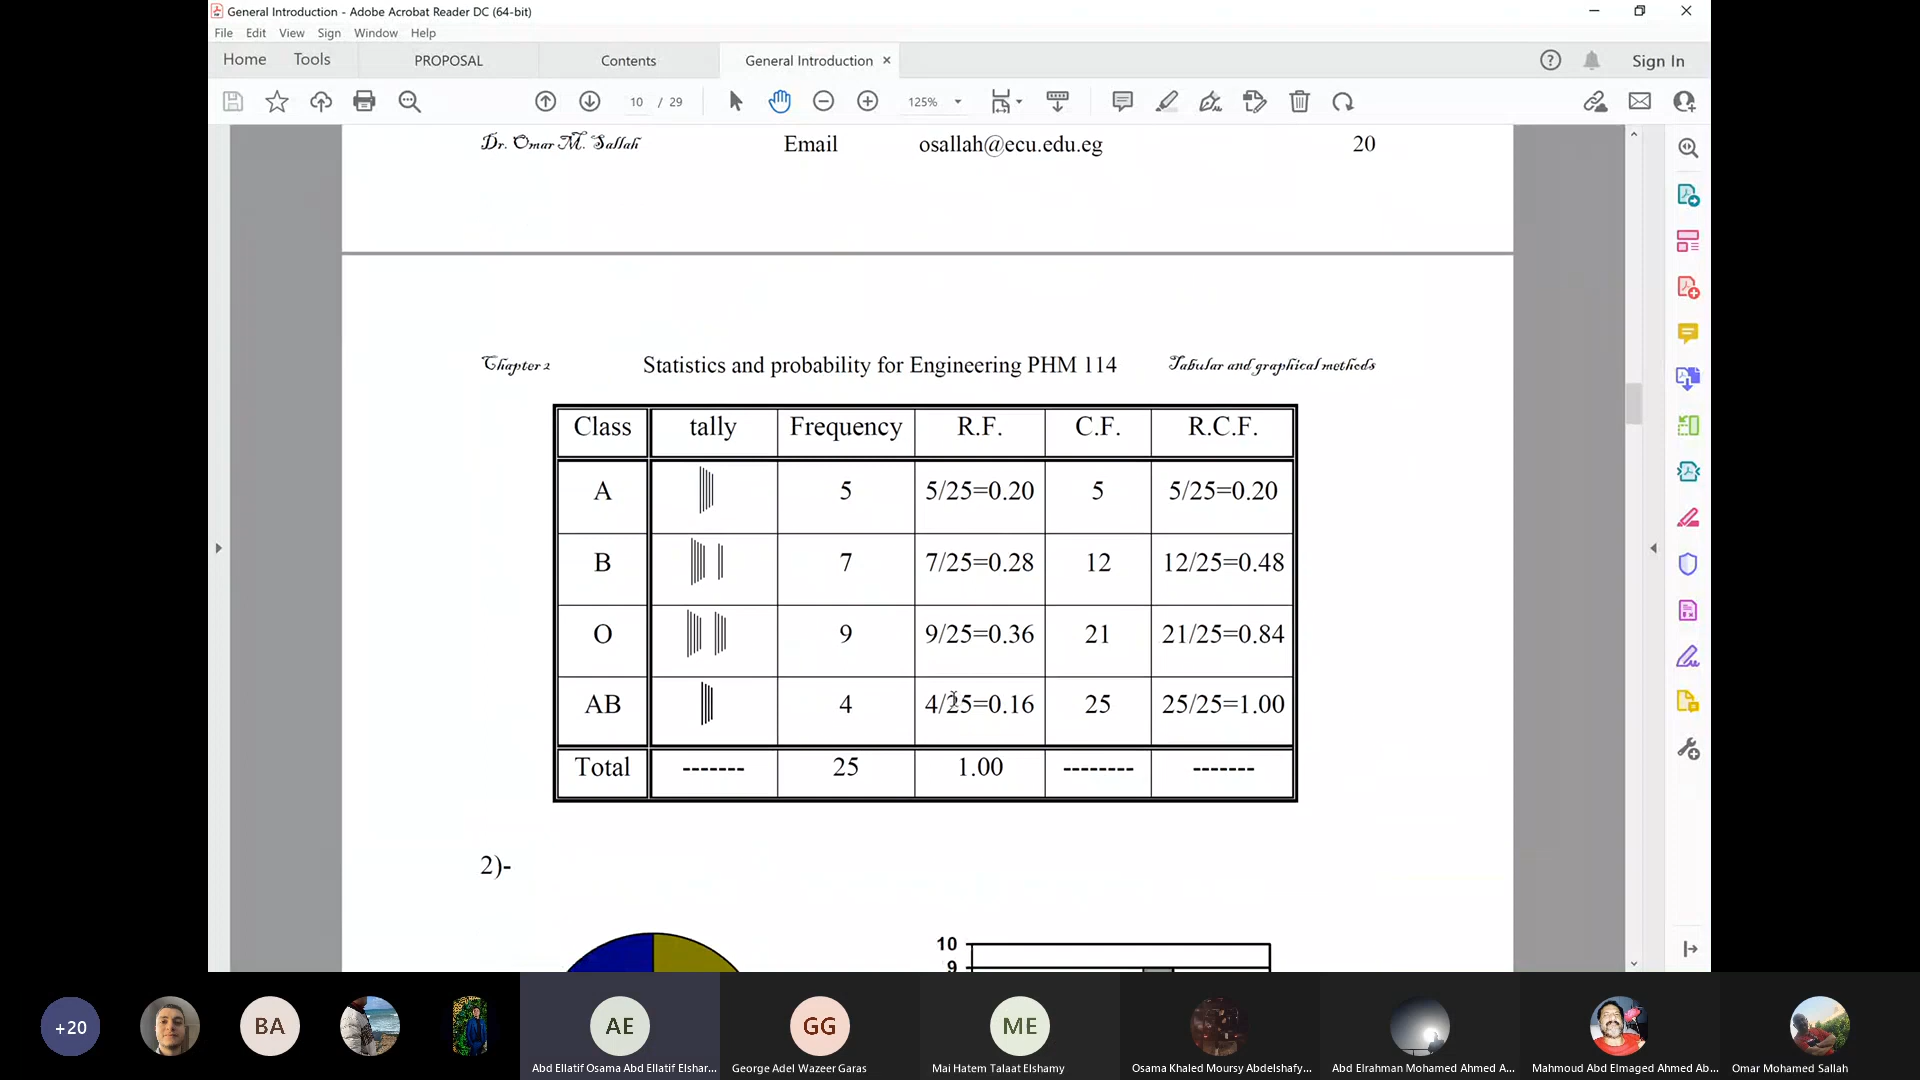 General Introduction - Adobe Acrobat Reader DC (64-bit)
File Edit View Sign Window Help
Home Tools PROPOSAL Contents General Introduction × Sign In
10 / 29 125%
Dr. Omar M. Sallah Email osallah@ecu.edu.eg 20
Chapter 2 Statistics and probability for Engineering PHM 114 Tabular and graphical methods
Class tally Frequency R.F. C.F. R.C.F.
A 5 5/25=0.20 5 5/25=0.20
B 7 7/25=0.28 12 12/25=0.48
O 9 9/25=0.36 21 21/25=0.84
AB 4 4/25=0.16 25 25/25=1.00
Total ------- 25 1.00 -------- -------
2)-
10
9
+20 BA AE GG ME
Abd Ellatif Osama Abd Ellatif Elshar... George Adel Wazeer Garas Mai Hatem Talaat Elshamy Osama Khaled Moursy Abdelshafy... Abd Elrahman Mohamed Ahmed A... Mahmoud Abd Elmaged Ahmed Ab... Omar Mohamed Sallah